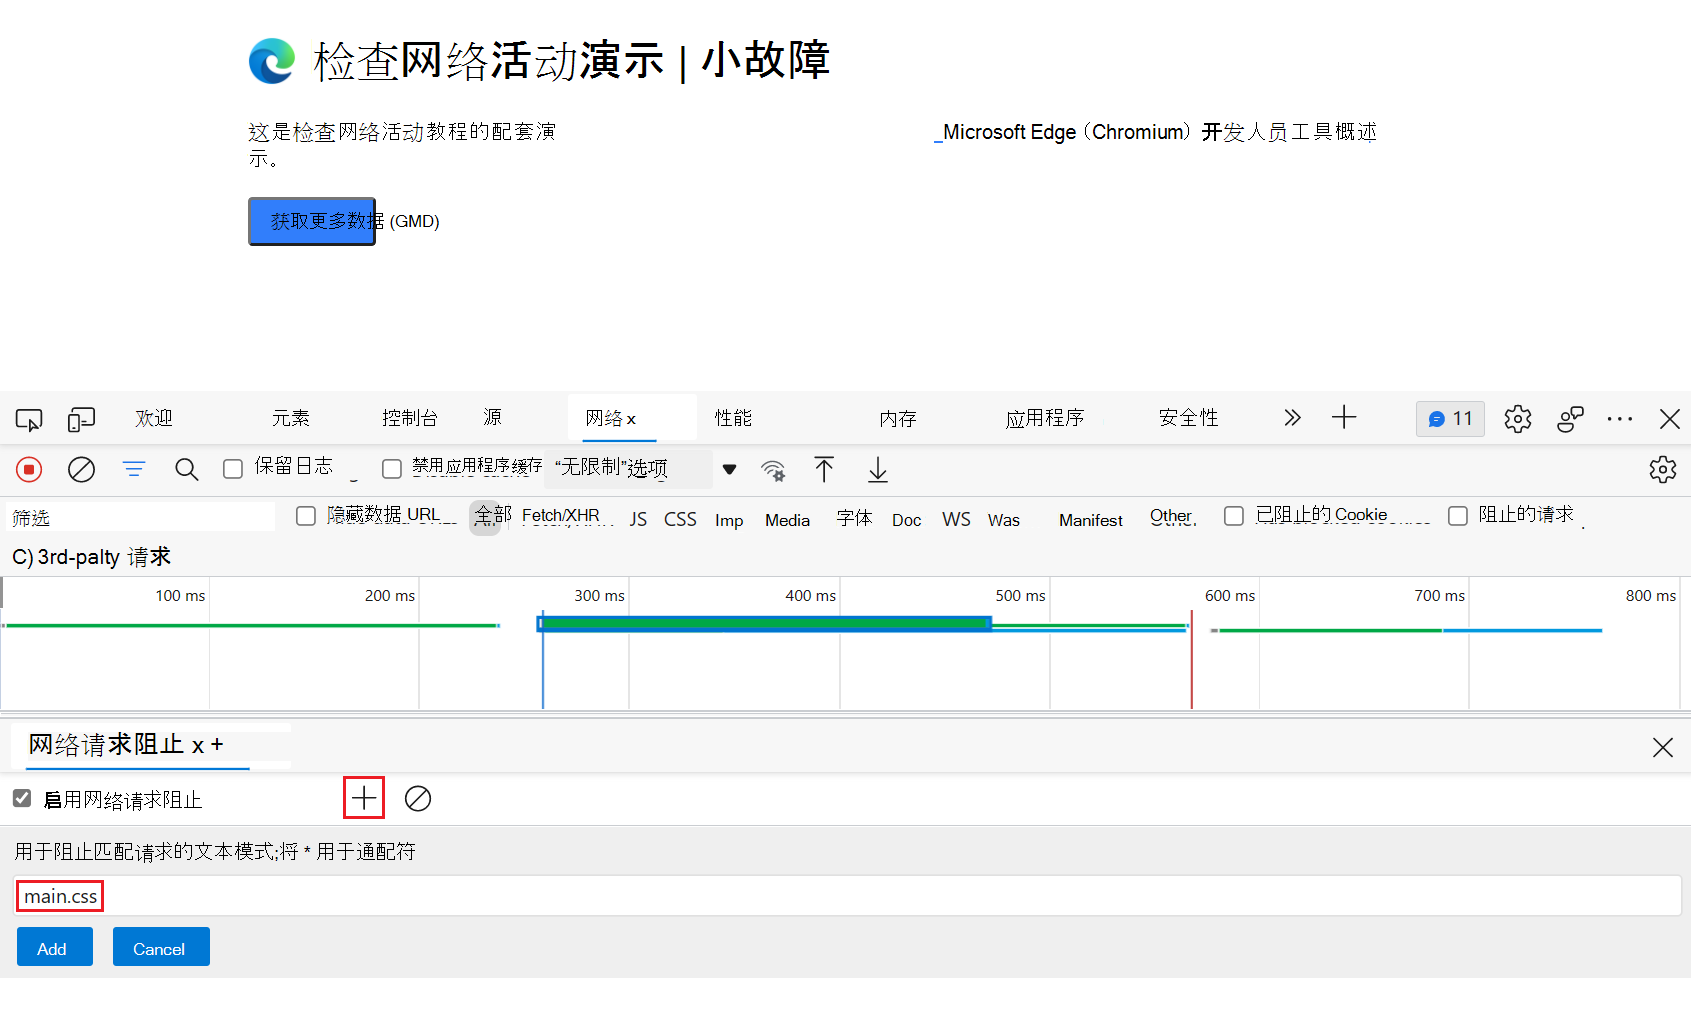 检查网络活动演示 | 小故障
这是检查网络活动教程的配套演示。
_Microsoft Edge（Chromium）开发人员工具概述
获取更多数据 (GMD)
欢迎 元素 控制台 源 网络 x 性能 内存 应用程序 安全性 11
保留日志 禁用应用程序缓存 “无限制”选项
筛选 隐藏数据 URL 全部 Fetch/XHR JS CSS Imp Media 字体 Doc WS Was Manifest Other 已阻止的 Cookie 阻止的请求
C) 3rd-palty 请求
100 ms 200 ms 300 ms 400 ms 500 ms 600 ms 700 ms 800 ms
网络请求阻止 x +
启用网络请求阻止
用于阻止匹配请求的文本模式;将 * 用于通配符
main.css
Add Cancel